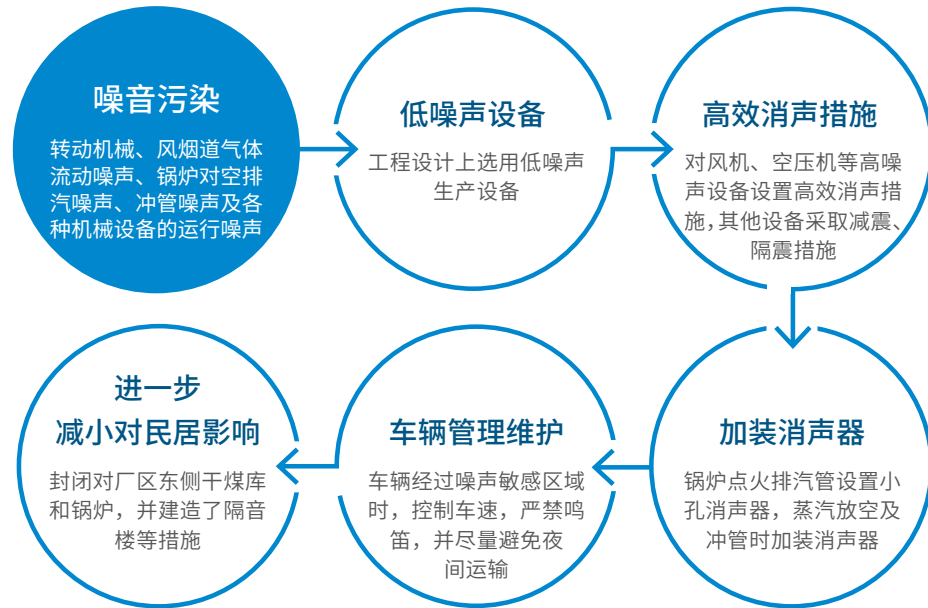 噪音污染
转动机械、风烟道气体
流动噪声、锅炉对空排
汽噪声、冲管噪声及各
种机械设备的运行噪声
低噪声设备
工程设计上选用低噪声
生产设备
高效消声措施
对风机、空压机等高噪
声设备设置高效消声措
施，其他设备采取减震、
隔震措施
加装消声器
锅炉点火排汽管设置小
孔消声器，蒸汽放空及
冲管时加装消声器
车辆管理维护
车辆经过噪声敏感区域
时，控制车速，严禁鸣
笛，并尽量避免夜
间运输
进一步
减小对民居影响
封闭对厂区东侧干煤库
和锅炉，并建造了隔音
楼等措施